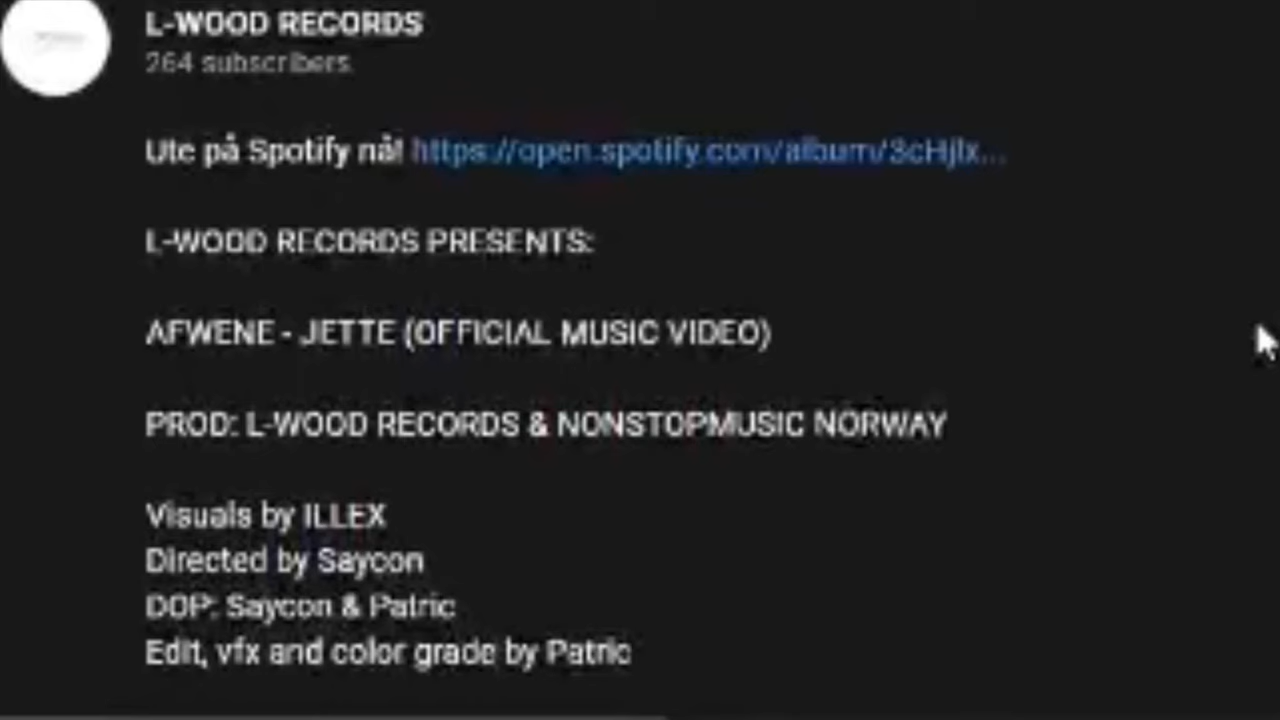 L-WOOD RECORDS
264 subscribers
Ute på Spotify nå! https://open.spotify.com/album/3cHjlx...
L-WOOD RECORDS PRESENTS:
AFWENE - JETTE (OFFICIAL MUSIC VIDEO)
PROD: L-WOOD RECORDS & NONSTOPMUSIC NORWAY
Visuals by ILLEX
Directed by Saycon
DOP: Saycon & Patric
Edit, vfx and color grade by Patric